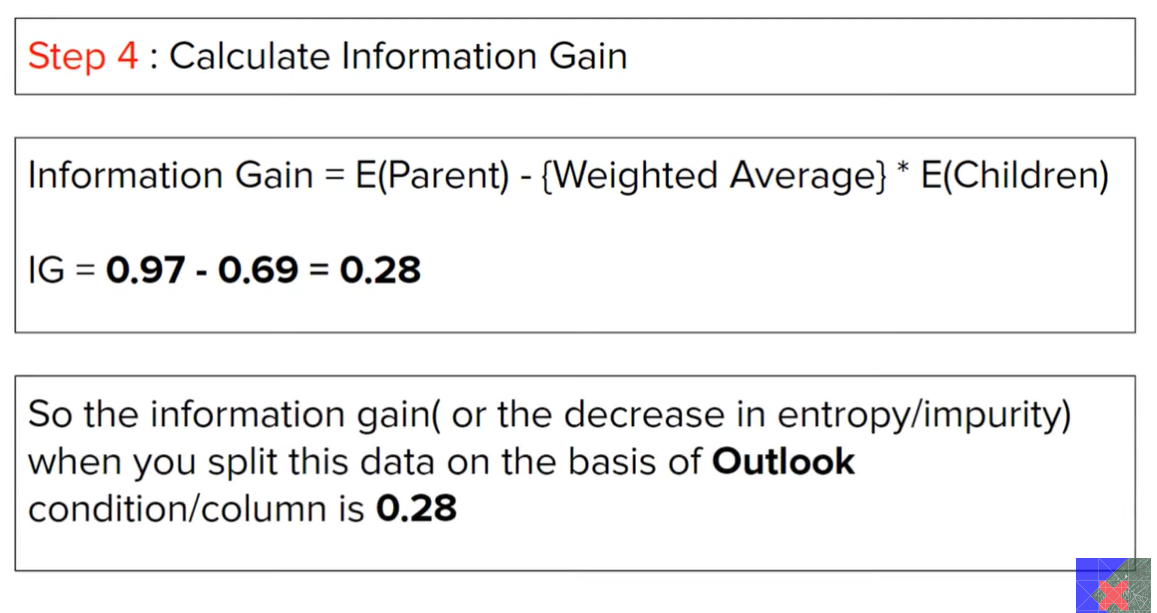 Step 4 : Calculate Information Gain
Information Gain = E(Parent) - {Weighted Average} * E(Children)
IG = 0.97 - 0.69 = 0.28
So the information gain( or the decrease in entropy/impurity)
when you split this data on the basis of Outlook
condition/column is 0.28